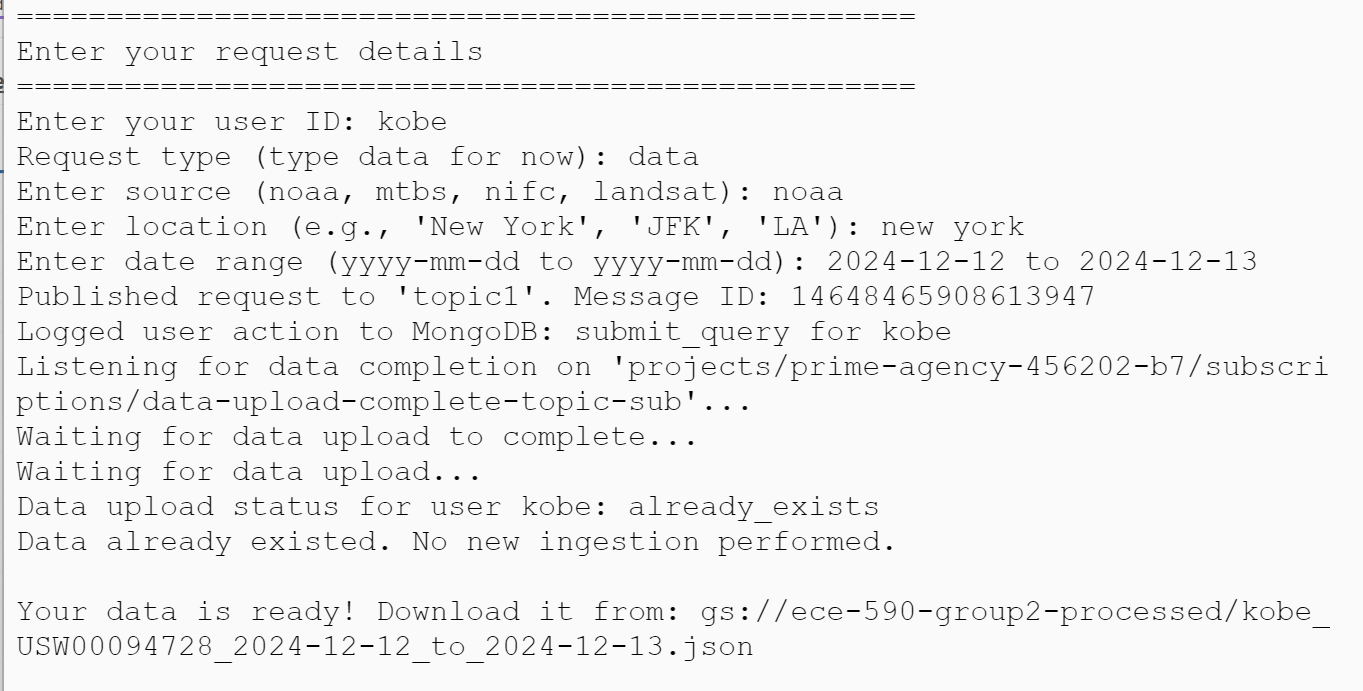 ==================================================
Enter your request details
==================================================
Enter your user ID: kobe
Request type (type data for now): data
Enter source (noaa, mtbs, nifc, landsat): noaa
Enter location (e.g., 'New York', 'JFK', 'LA'): new york
Enter date range (yyyy-mm-dd to yyyy-mm-dd): 2024-12-12 to 2024-12-13
Published request to 'topic1'. Message ID: 14648465908613947
Logged user action to MongoDB: submit_query for kobe
Listening for data completion on 'projects/prime-agency-456202-b7/subscri
ptions/data-upload-complete-topic-sub'...
Waiting for data upload to complete...
Waiting for data upload...
Data upload status for user kobe: already_exists
Data already existed. No new ingestion performed.
Your data is ready! Download it from: gs://ece-590-group2-processed/kobe_
USW00094728_2024-12-12_to_2024-12-13.json